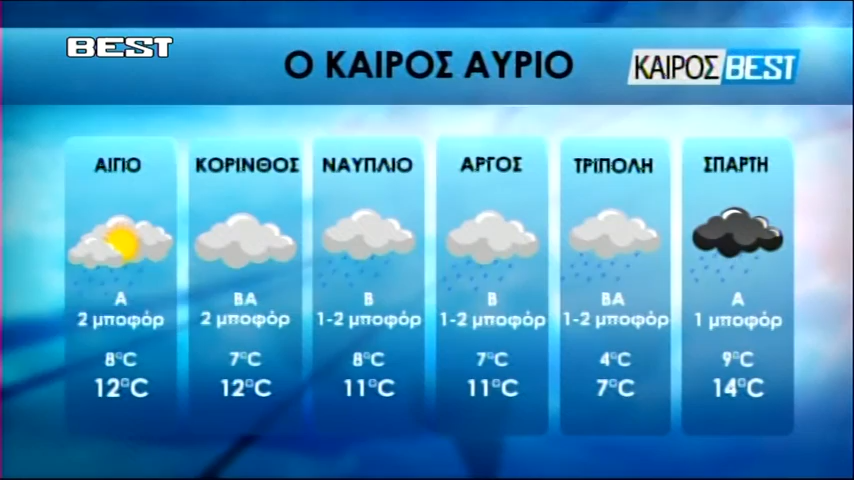 BEST
Ο ΚΑΙΡΟΣ ΑΥΡΙΟ
ΚΑΙΡΟΣ BEST
ΑΙΓΙΟ
Α
2 μποφόρ
8°C
12°C
ΚΟΡΙΝΘΟΣ
ΒΑ
2 μποφόρ
7°C
12°C
ΝΑΥΠΛΙΟ
Β
1-2 μποφόρ
8°C
11°C
ΑΡΓΟΣ
Β
1-2 μποφόρ
7°C
11°C
ΤΡΙΠΟΛΗ
ΒΑ
1-2 μποφόρ
4°C
7°C
ΣΠΑΡΤΗ
Α
1 μποφόρ
9°C
14°C